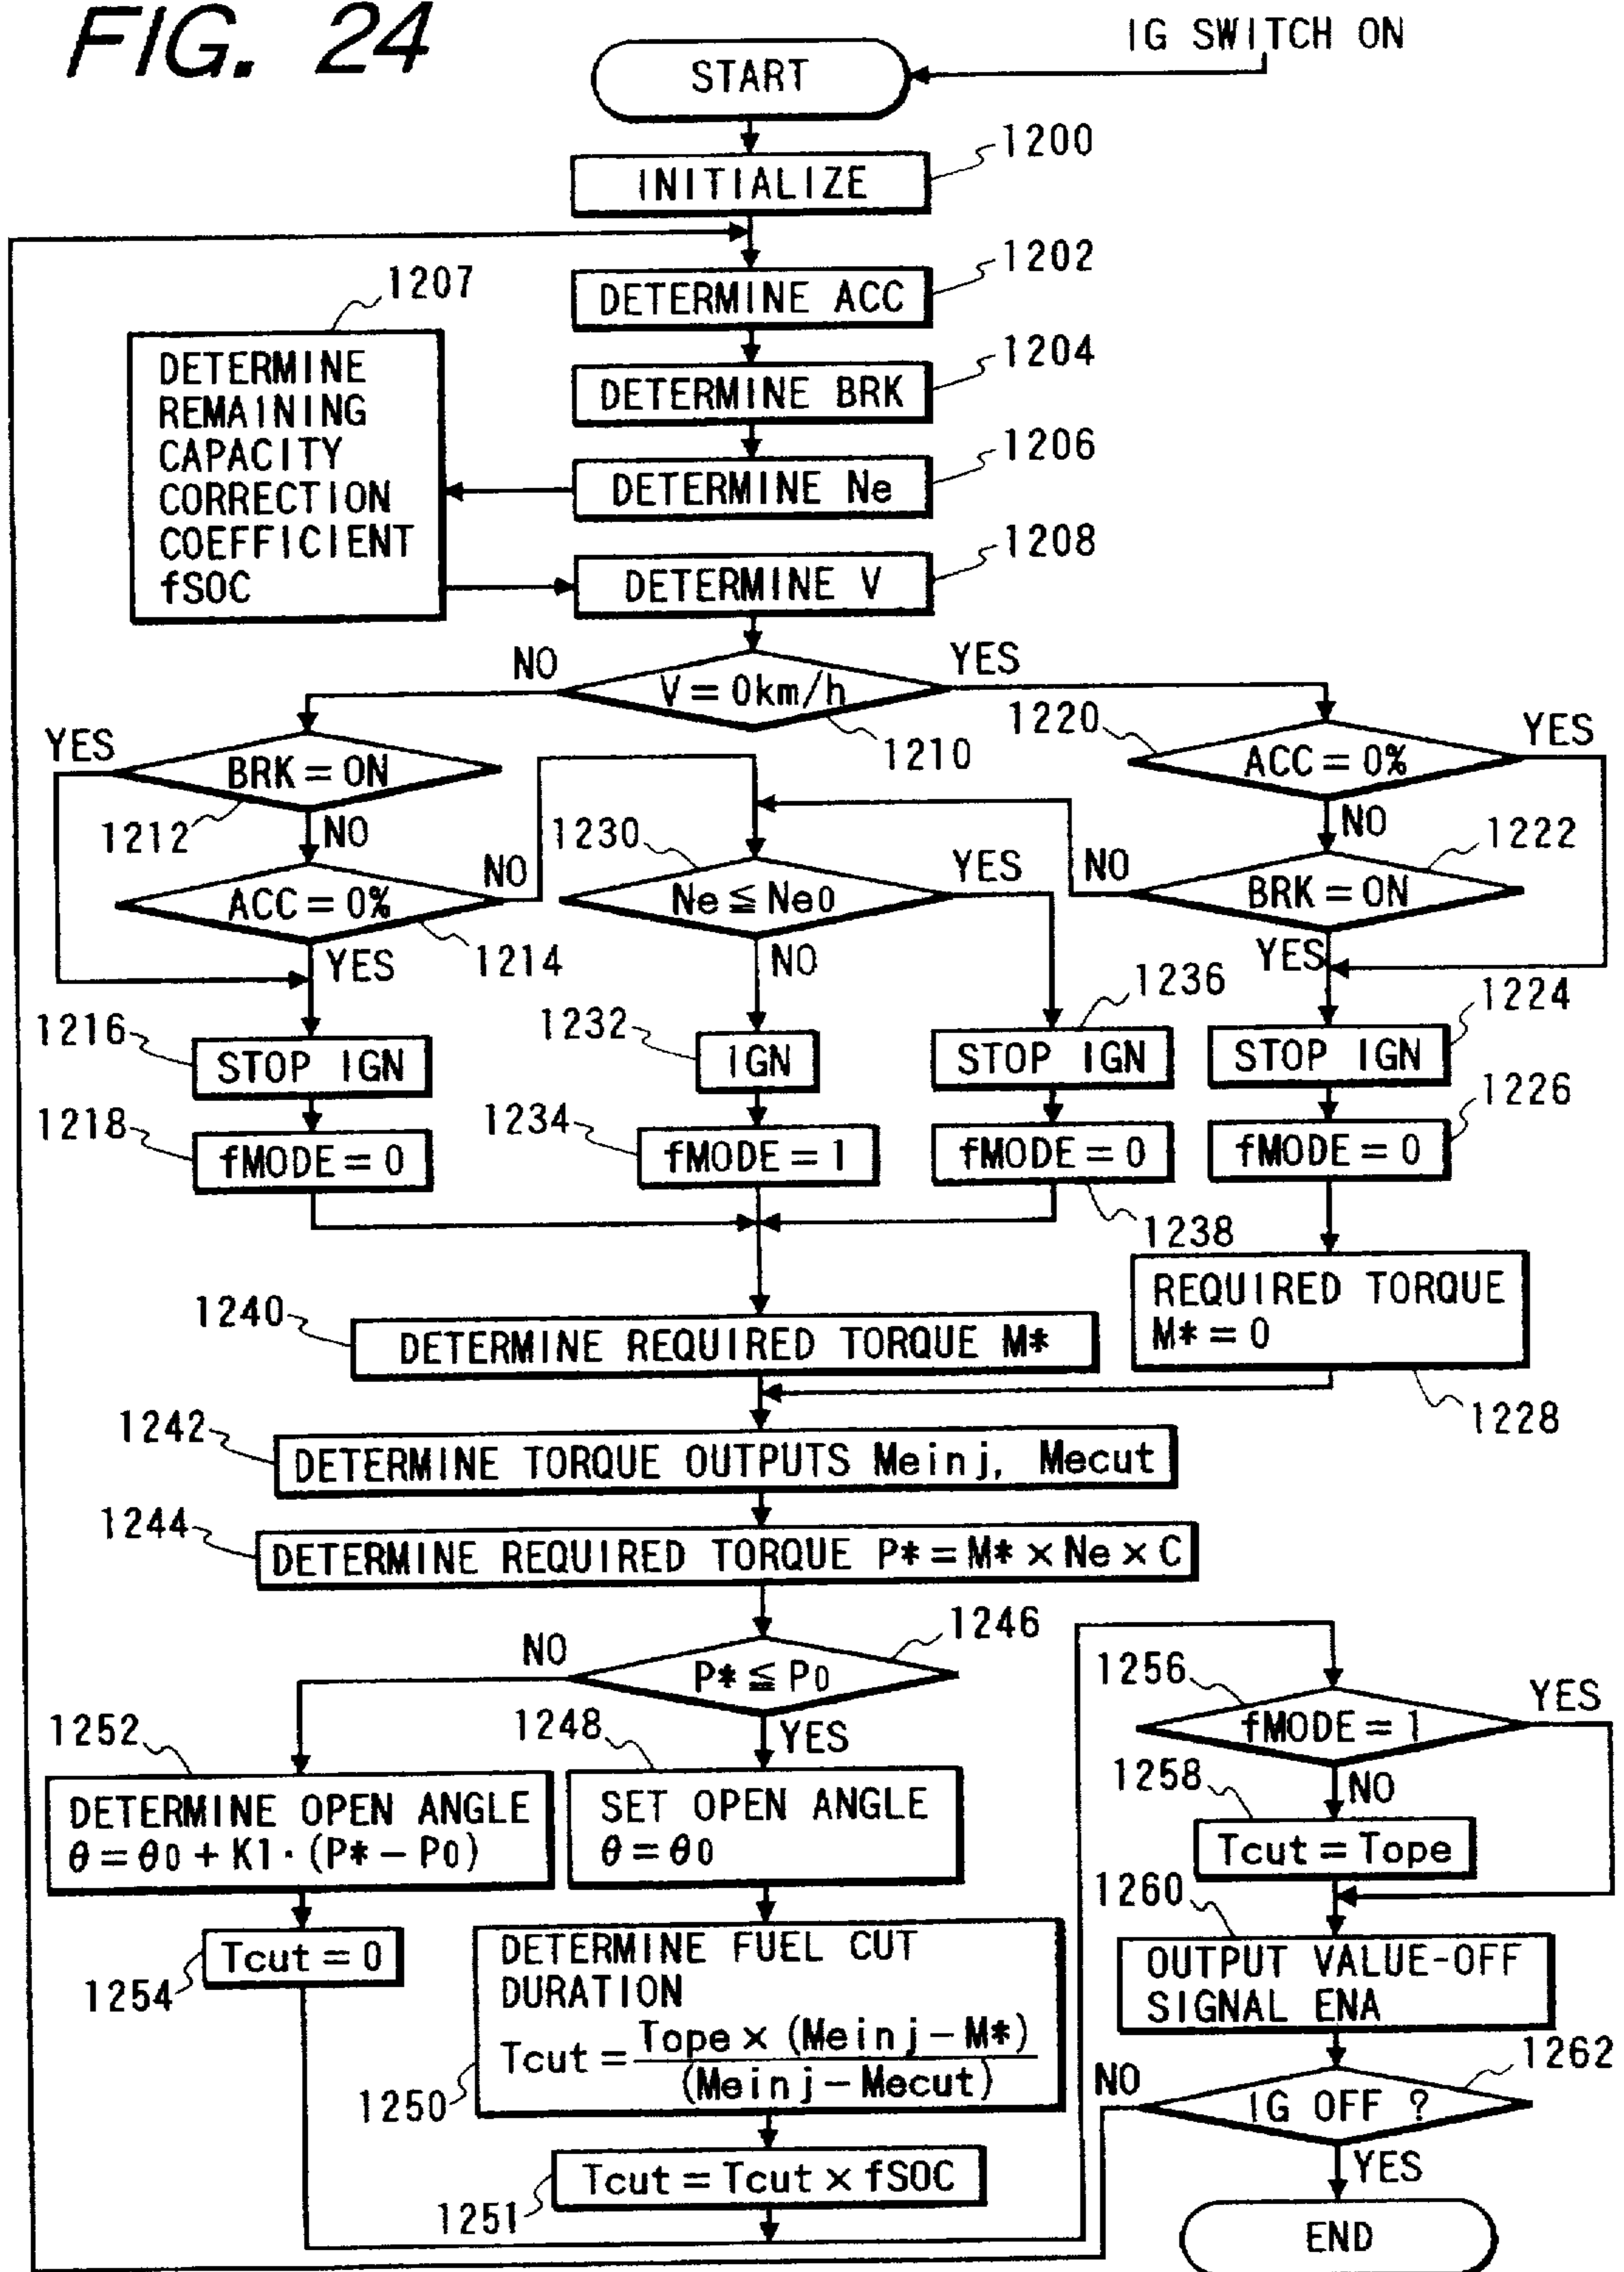 FIG. 24
IG SWITCH ON
START
1200
INITIALIZE
1202
DETERMINE ACC
1204
DETERMINE BRK
1206
DETERMINE Ne
1207
DETERMINE
REMAINING
CAPACITY
CORRECTION
COEFFICIENT
fSOC
1208
DETERMINE V
NO
V=0km/h
YES
1210
YES
BRK=ON
1212
NO
ACC=0%
NO
1214
YES
1216
STOP IGN
1218
fMODE=0
1220
ACC=0%
YES
NO
1222
NO
BRK=ON
YES
1224
STOP IGN
1226
fMODE=0
REQUIRED TORQUE
M*=0
1228
1230
Ne≦Ne0
YES
NO
1232
IGN
1234
fMODE=1
1236
STOP IGN
fMODE=0
1238
1240
DETERMINE REQUIRED TORQUE M*
1242
DETERMINE TORQUE OUTPUTS Meinj, Mecut
1244
DETERMINE REQUIRED TORQUE P*=M*×Ne×C
1246
NO
P*≦P0
YES
1252
DETERMINE OPEN ANGLE
θ=θ0+K1·(P*-P0)
1254
Tcut=0
1248
SET OPEN ANGLE
θ=θ0
DETERMINE FUEL CUT
DURATION
Tcut=Tope×(Meinj-M*)
(Meinj-Mecut)
1250
Tcut=Tcut×fSOC
1251
1256
fMODE=1
YES
NO
1258
Tcut=Tope
1260
OUTPUT VALUE-OFF
SIGNAL ENA
1262
NO
IG OFF ?
YES
END